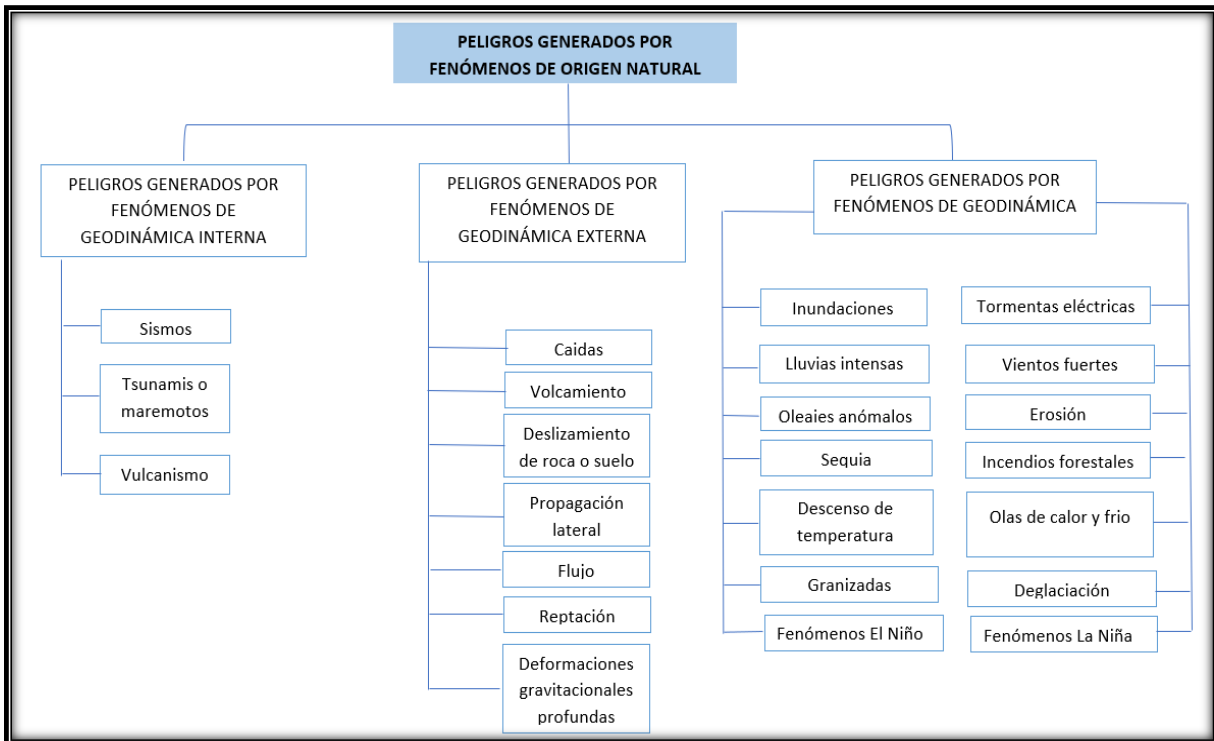 PELIGROS GENERADOS POR
FENÓMENOS DE ORIGEN NATURAL
PELIGROS GENERADOS POR
FENÓMENOS DE
GEODINÁMICA INTERNA
Sismos
Tsunamis o
maremotos
Vulcanismo
PELIGROS GENERADOS POR
FENÓMENOS DE
GEODINÁMICA EXTERNA
Caidas
Volcamiento
Deslizamiento
de roca o suelo
Propagación
lateral
Flujo
Reptación
Deformaciones
gravitacionales
profundas
PELIGROS GENERADOS POR
FENÓMENOS DE GEODINÁMICA
Inundaciones
Lluvias intensas
Oleajes anómalos
Sequia
Descenso de
temperatura
Granizadas
Fenómenos El Niño
Tormentas eléctricas
Vientos fuertes
Erosión
Incendios forestales
Olas de calor y frio
Deglaciación
Fenómenos La Niña